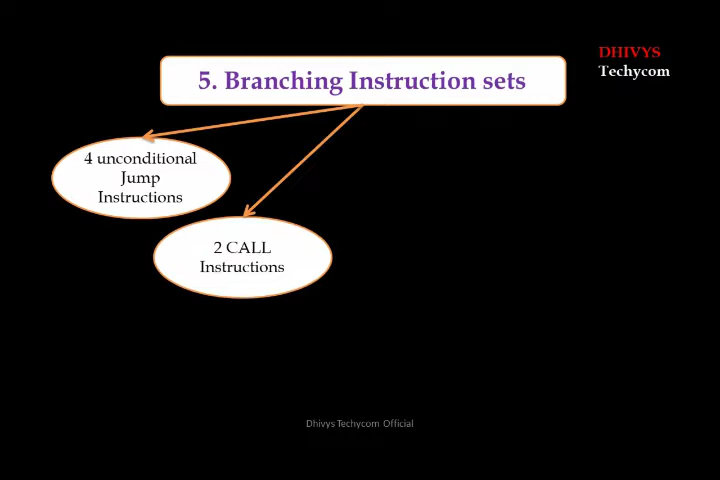 DHIVYS
Techycom
5. Branching Instruction sets
4 unconditional
Jump
Instructions
2 CALL
Instructions
Dhivys Techycom Official